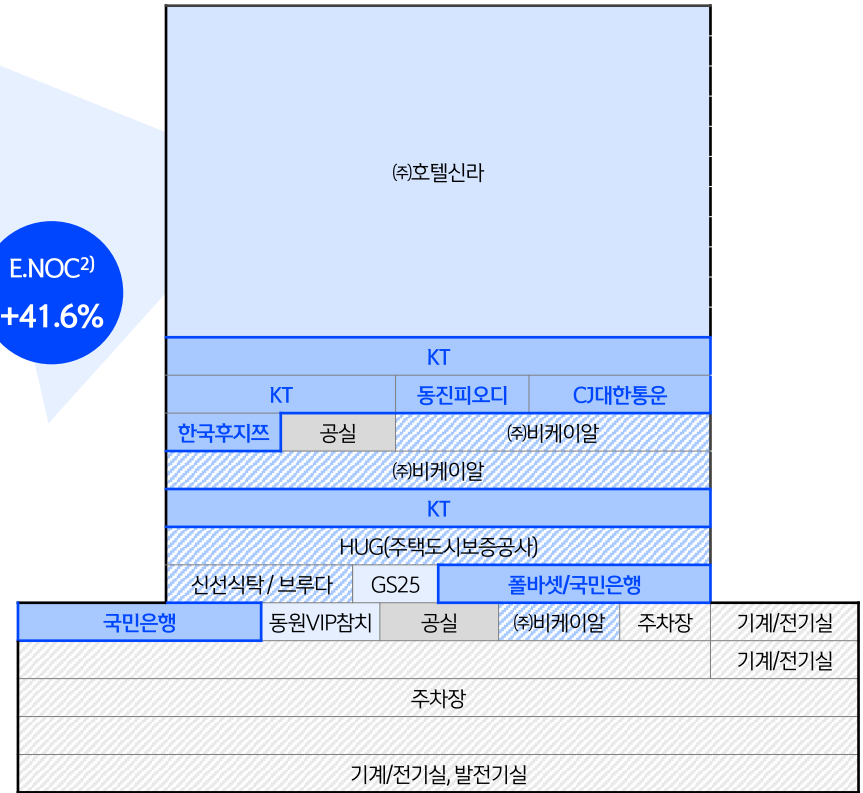 ㈜호텔신라
E.NOC2)
+41.6%
KT
KT 동진피오디 CJ대한통운
한국후지쯔 공실 ㈜비케이알
㈜비케이알
KT
HUG(주택도시보증공사)
신선식탁 / 브루다 GS25 폴바셋/국민은행
국민은행 동원VIP참치 공실 ㈜비케이알 주차장 기계/전기실
기계/전기실
주차장
기계/전기실, 발전기실